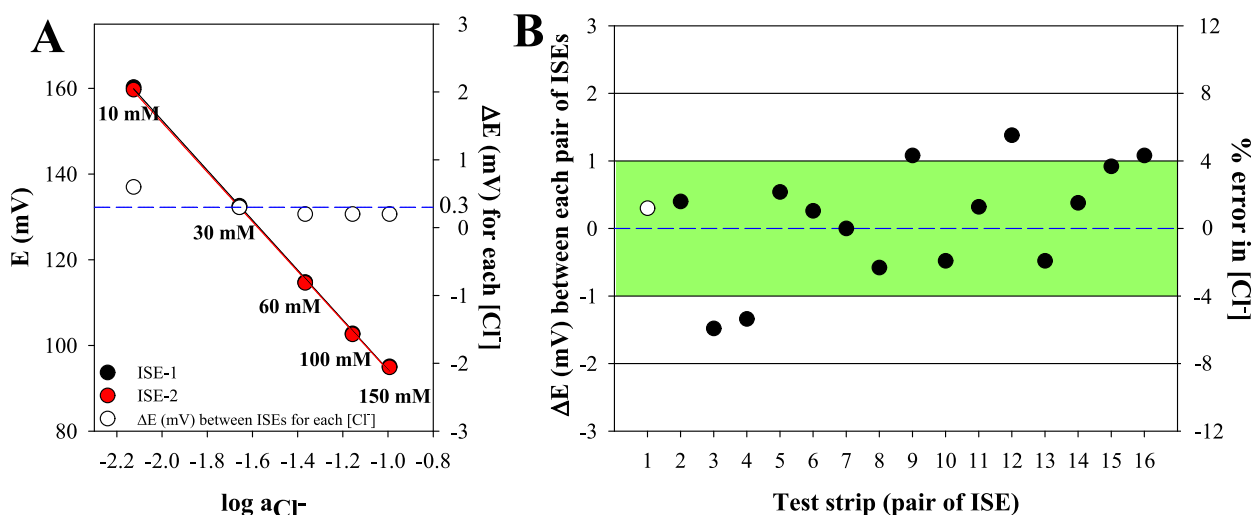 A
E (mV)
160
140
120
100
80
10 mM
30 mM
60 mM
100 mM
150 mM
ISE-1
ISE-2
ΔE (mV) between ISEs for each [Cl⁻]
-2.2 -2.0 -1.8 -1.6 -1.4 -1.2 -1.0 -0.8
log aCl-
3
2
1
0.3
0
-1
-2
-3
ΔE (mV) for each [Cl⁻]
B
ΔE (mV) between each pair of ISEs
3
2
1
0
-1
-2
-3
1 2 3 4 5 6 7 8 9 10 11 12 13 14 15 16
Test strip (pair of ISE)
12
8
4
0
-4
-8
-12
% error in [Cl-]